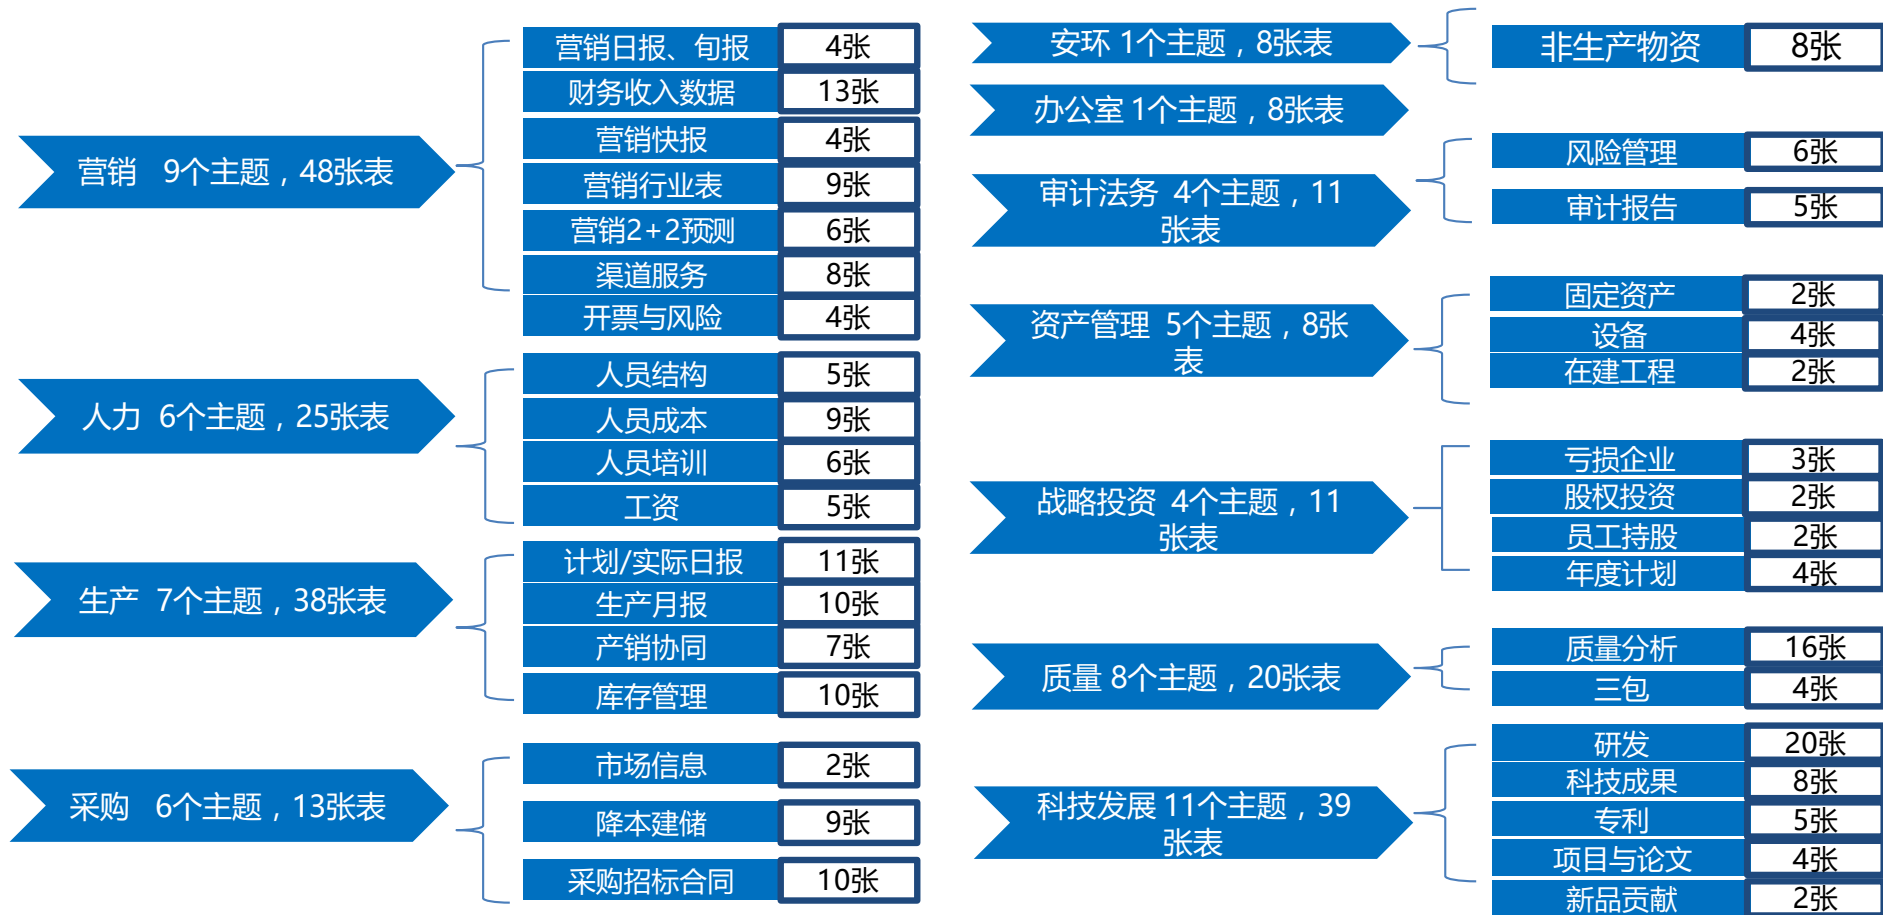 营销 9个主题，48张表
营销日报、旬报 4张
财务收入数据 13张
营销快报 4张
营销行业表 9张
营销2+2预测 6张
渠道服务 8张
开票与风险 4张
人力 6个主题，25张表
人员结构 5张
人员成本 9张
人员培训 6张
工资 5张
生产 7个主题，38张表
计划/实际日报 11张
生产月报 10张
产销协同 7张
库存管理 10张
采购 6个主题，13张表
市场信息 2张
降本建储 9张
采购招标合同 10张
安环 1个主题，8张表
非生产物资 8张
办公室 1个主题，8张表
审计法务 4个主题，11
张表
风险管理 6张
审计报告 5张
资产管理 5个主题，8张
表
固定资产 2张
设备 4张
在建工程 2张
战略投资 4个主题，11
张表
亏损企业 3张
股权投资 2张
员工持股 2张
年度计划 4张
质量 8个主题，20张表
质量分析 16张
三包 4张
科技发展 11个主题，39
张表
研发 20张
科技成果 8张
专利 5张
项目与论文 4张
新品贡献 2张